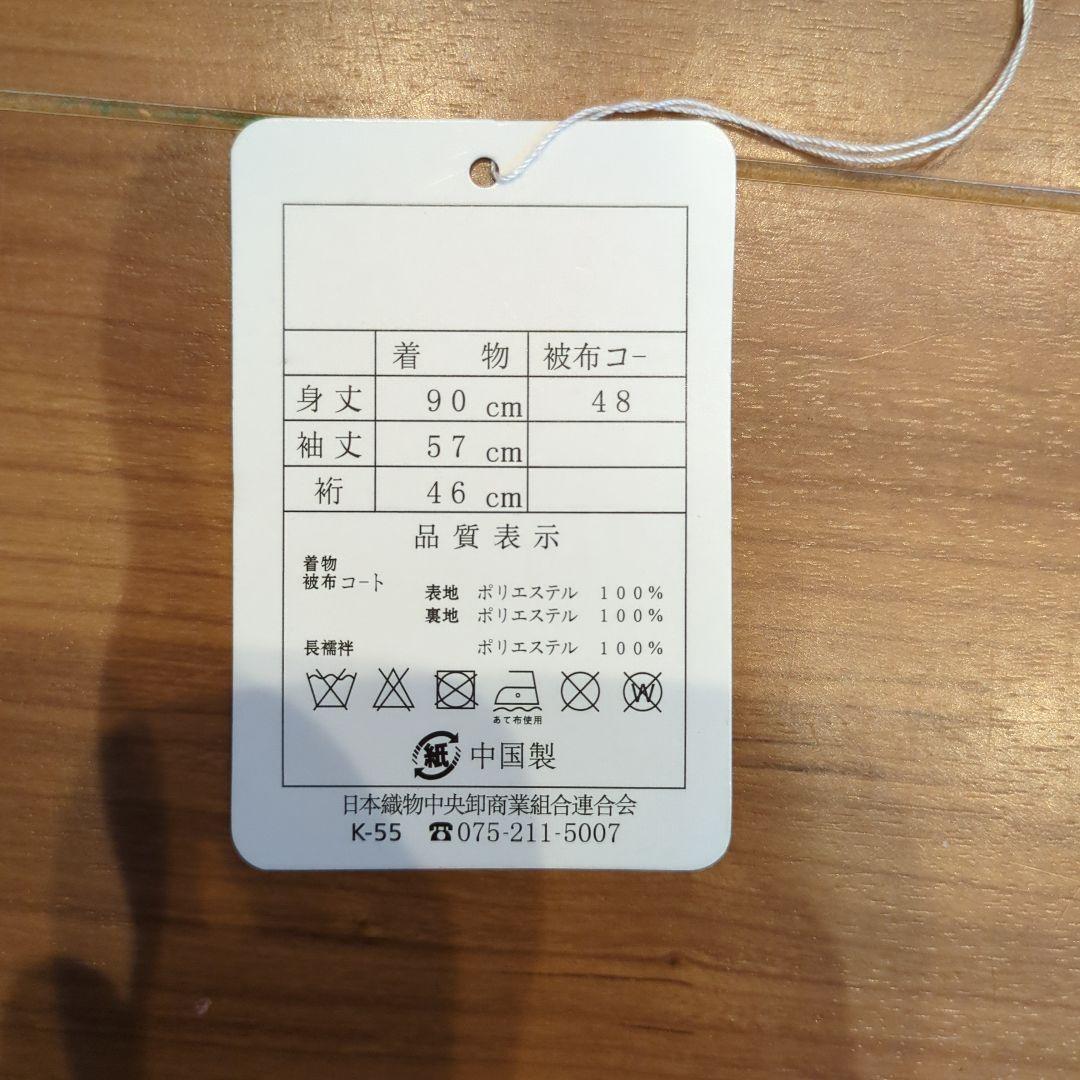 着物 被布コー
身丈 90 cm 48
袖丈 57 cm
裄 46 cm
品質表示
着物
被布コート
表地 ポリエステル 100%
裏地 ポリエステル 100%
長襦袢 ポリエステル 100%
W
あて布使用
紙 中国製
日本織物中央卸商業組合連合会
K-55 ☎075-211-5007